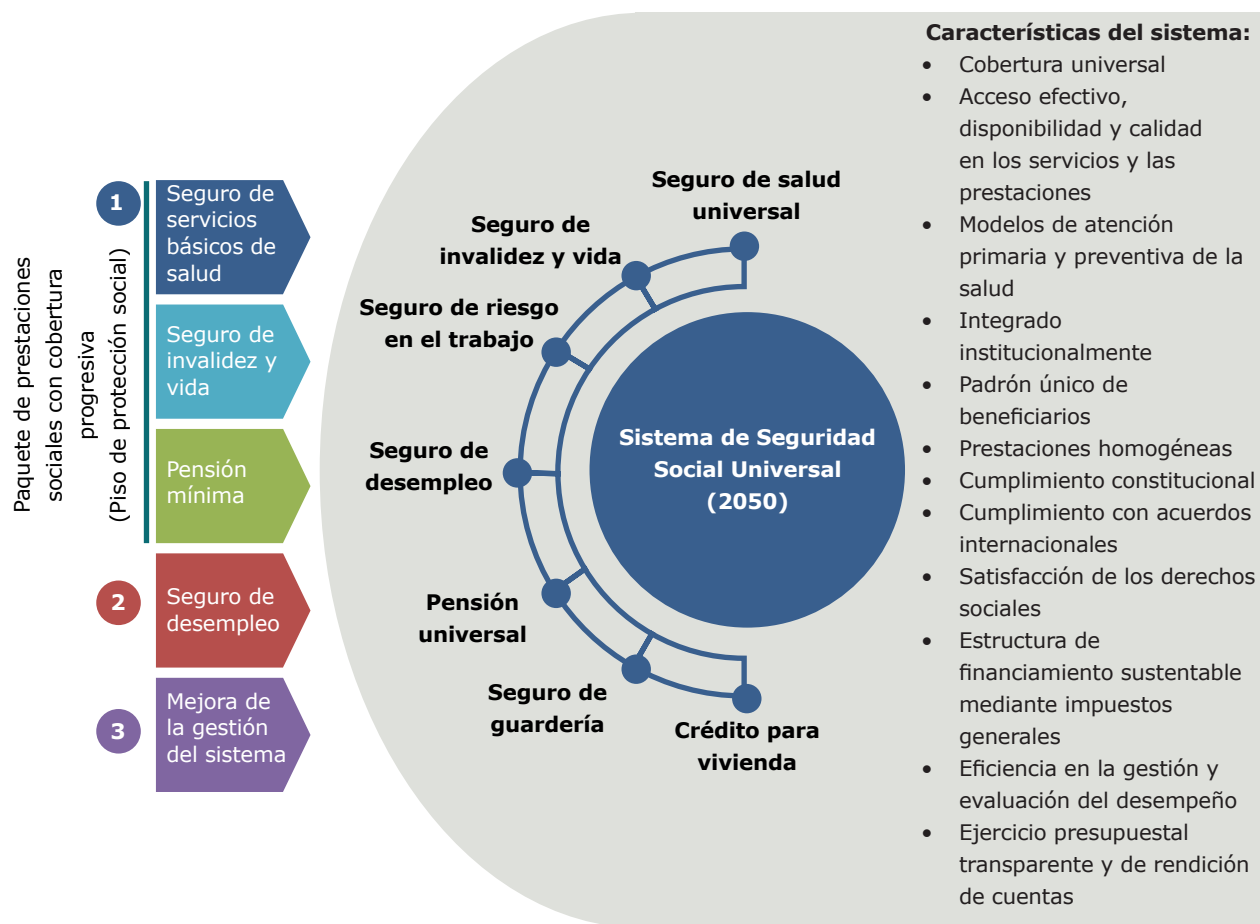 Paquete de prestaciones
sociales con cobertura
progresiva
(Piso de protección social)
1
Seguro de
servicios
básicos de
salud
Seguro de
invalidez y
vida
Pensión
mínima
2
Seguro de
desempleo
3
Mejora de
la gestión
del sistema
Seguro de salud
universal
Seguro de
invalidez y vida
Seguro de riesgo
en el trabajo
Seguro de
desempleo
Pensión
universal
Seguro de
guardería
Crédito para
vivienda
Sistema de Seguridad
Social Universal
(2050)
Características del sistema:
• Cobertura universal
• Acceso efectivo,
disponibilidad y calidad
en los servicios y las
prestaciones
• Modelos de atención
primaria y preventiva de la
salud
• Integrado
institucionalmente
• Padrón único de
beneficiarios
• Prestaciones homogéneas
• Cumplimiento constitucional
• Cumplimiento con acuerdos
internacionales
• Satisfacción de los derechos
sociales
• Estructura de
financiamiento sustentable
mediante impuestos
generales
• Eficiencia en la gestión y
evaluación del desempeño
• Ejercicio presupuestal
transparente y de rendición
de cuentas